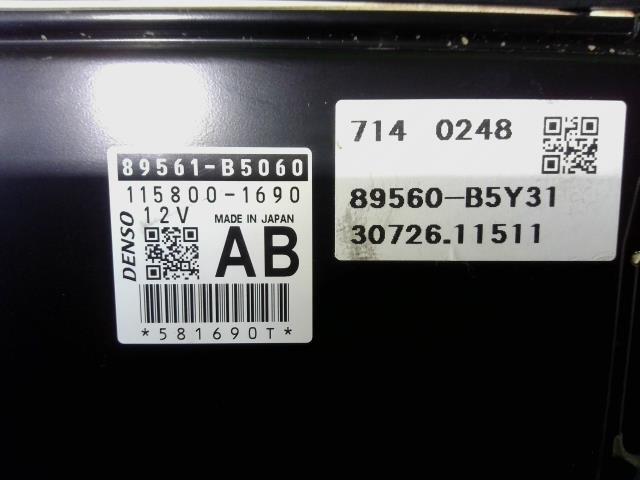 89561-B5060
115800-1690
12V MADE IN JAPAN
DENSO
AB
*581690T*
714 0248
89560-B5Y31
30726.11511